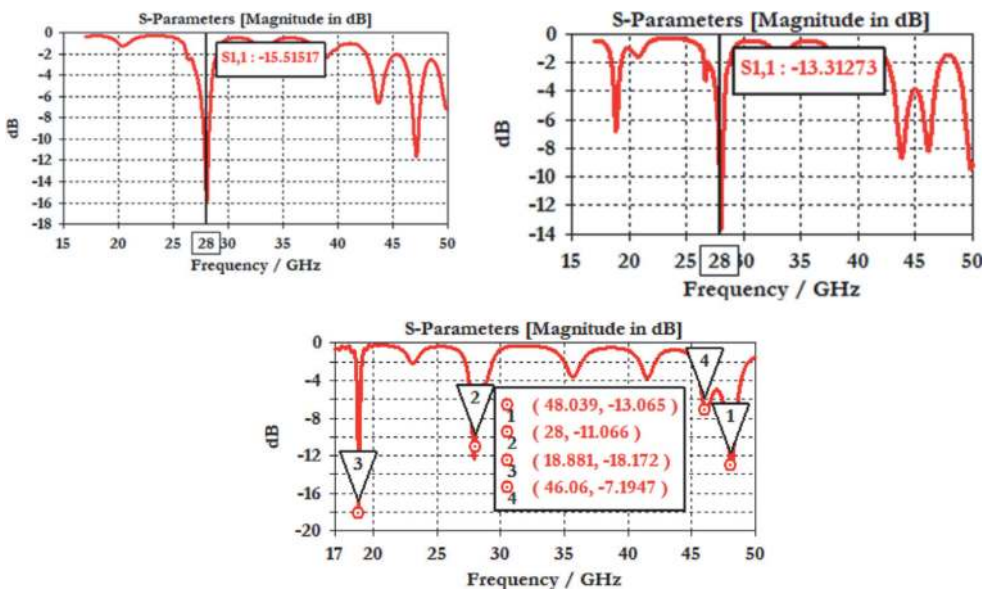 S-Parameters [Magnitude in dB]
0
-2
-4
-6
-8
-10
-12
-14
-16
-18
dB
S1,1 : -15.51517
15 20 25 28 30 35 40 45 50
Frequency / GHz
S-Parameters [Magnitude in dB]
0
-2
-4
-6
-8
-10
-12
-14
dB
S1,1 : -13.31273
15 20 25 28 30 35 40 45 50
Frequency / GHz
S-Parameters [Magnitude in dB]
0
-4
-8
-12
-16
-20
dB
3
2
4
1
1 ( 48.039, -13.065 )
2 ( 28, -11.066 )
3 ( 18.881, -18.172 )
4 ( 46.06, -7.1947 )
17 20 25 30 35 40 45 50
Frequency / GHz